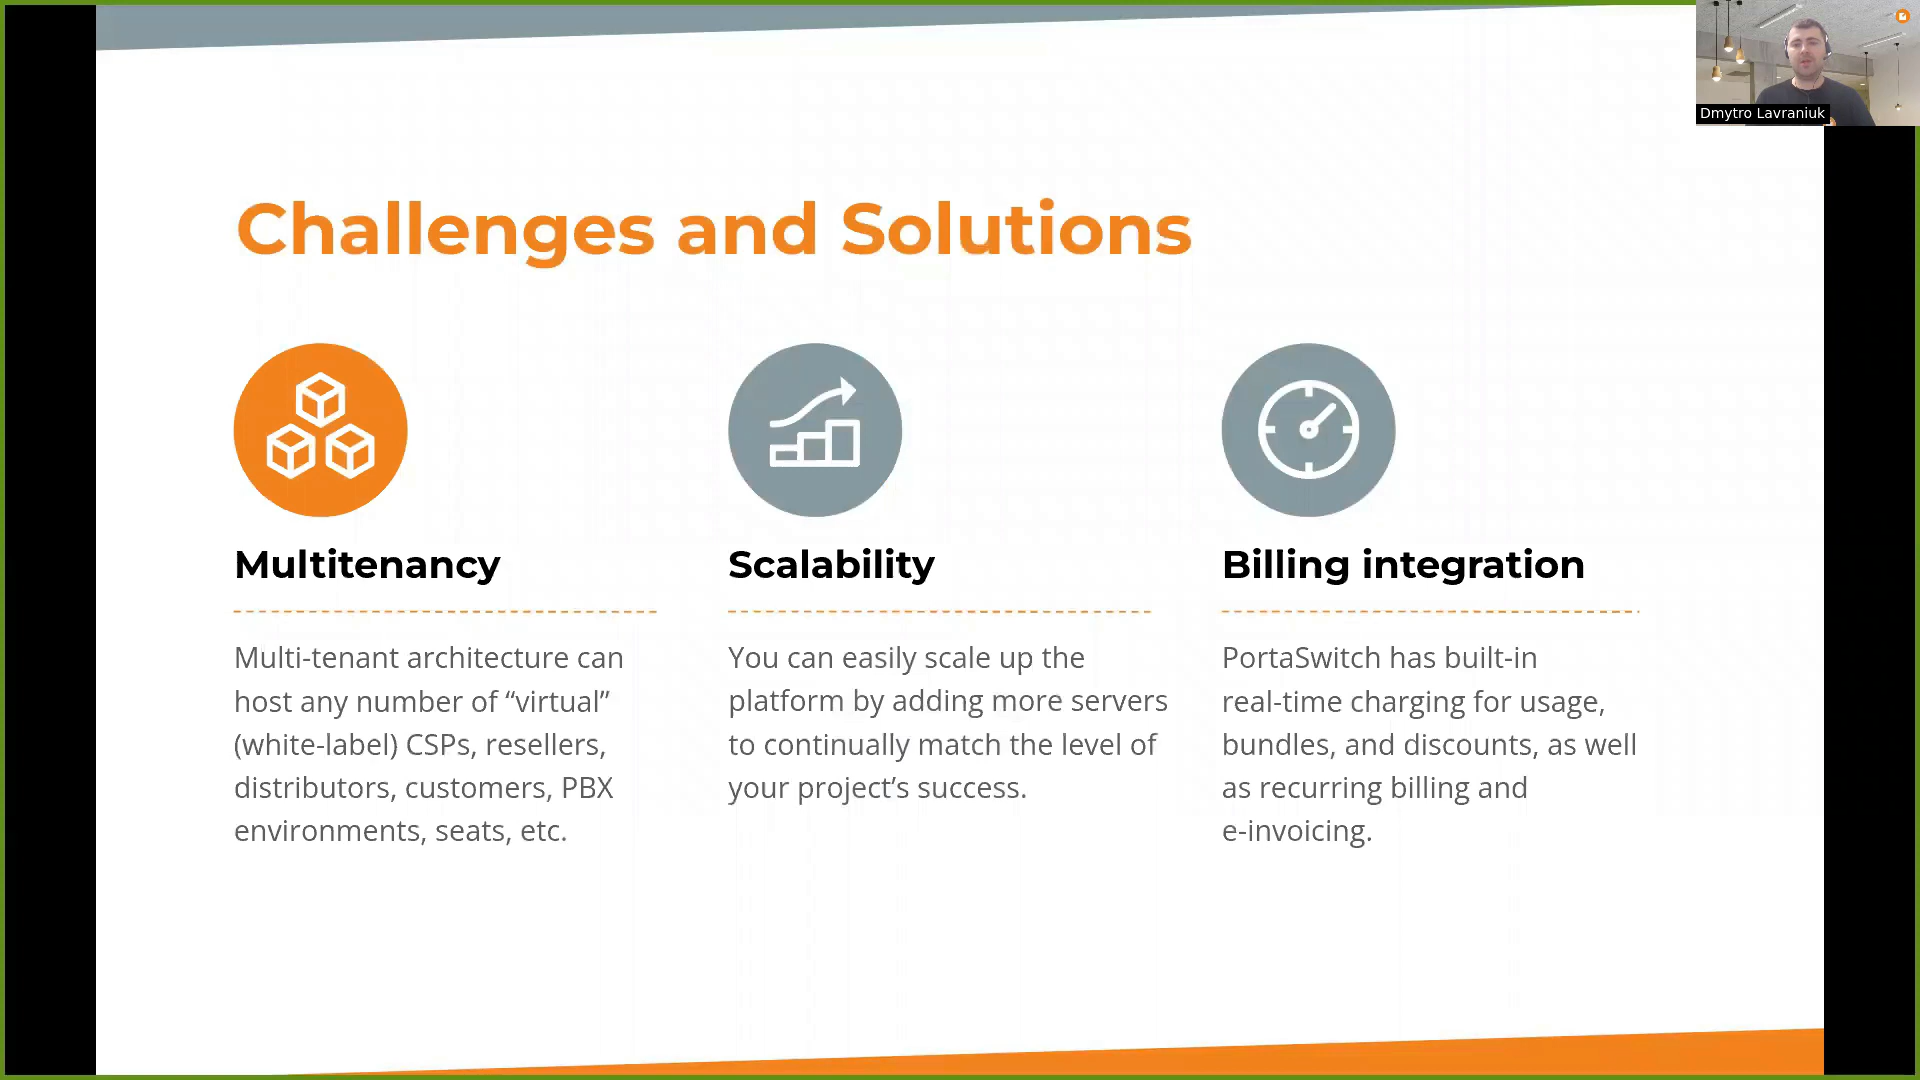 Dmytro Lavraniuk
Challenges and Solutions
Multitenancy
Multi-tenant architecture can
host any number of “virtual”
(white-label) CSPs, resellers,
distributors, customers, PBX
environments, seats, etc.
Scalability
You can easily scale up the
platform by adding more servers
to continually match the level of
your project’s success.
Billing integration
PortaSwitch has built-in
real-time charging for usage,
bundles, and discounts, as well
as recurring billing and
e-invoicing.